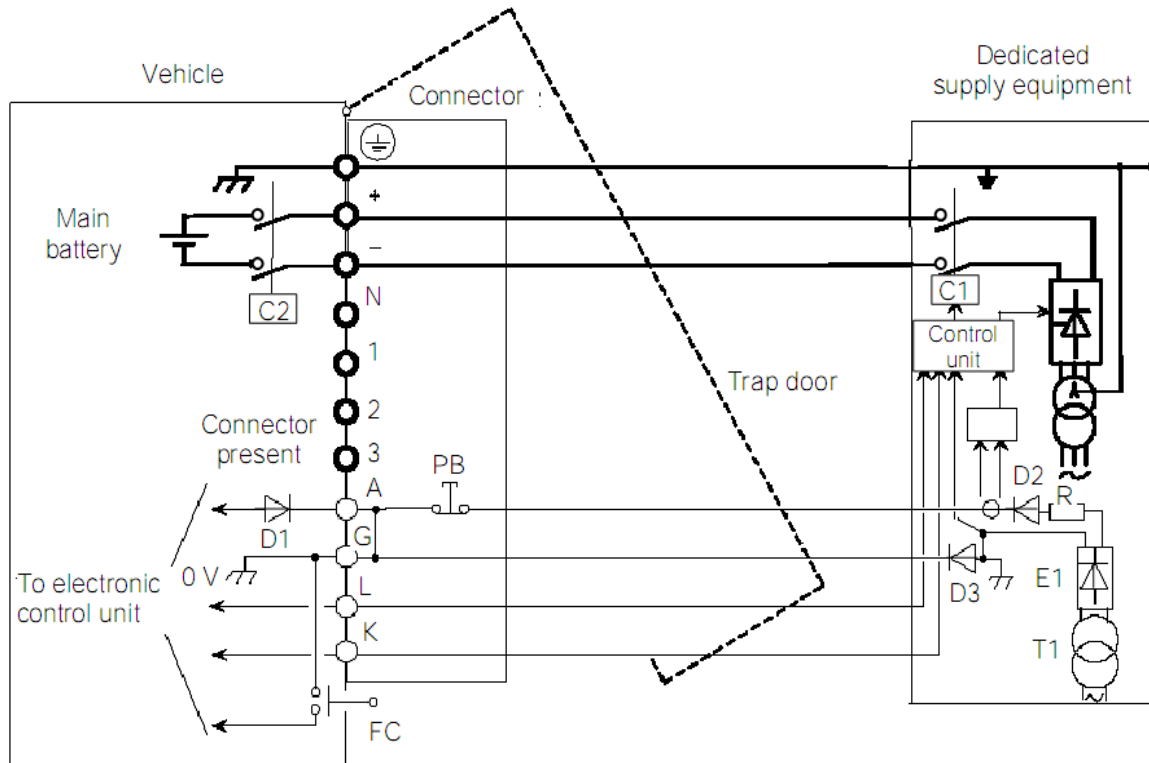 Vehicle
Connector
Dedicated
supply equipment
+
Main
battery
−
C2
N
C1
Control
unit
1
Trap door
2
Connector
present
3
PB
A
D2
R
D1
G
0 V
D3
E1
To electronic
control unit
L
K
T1
FC